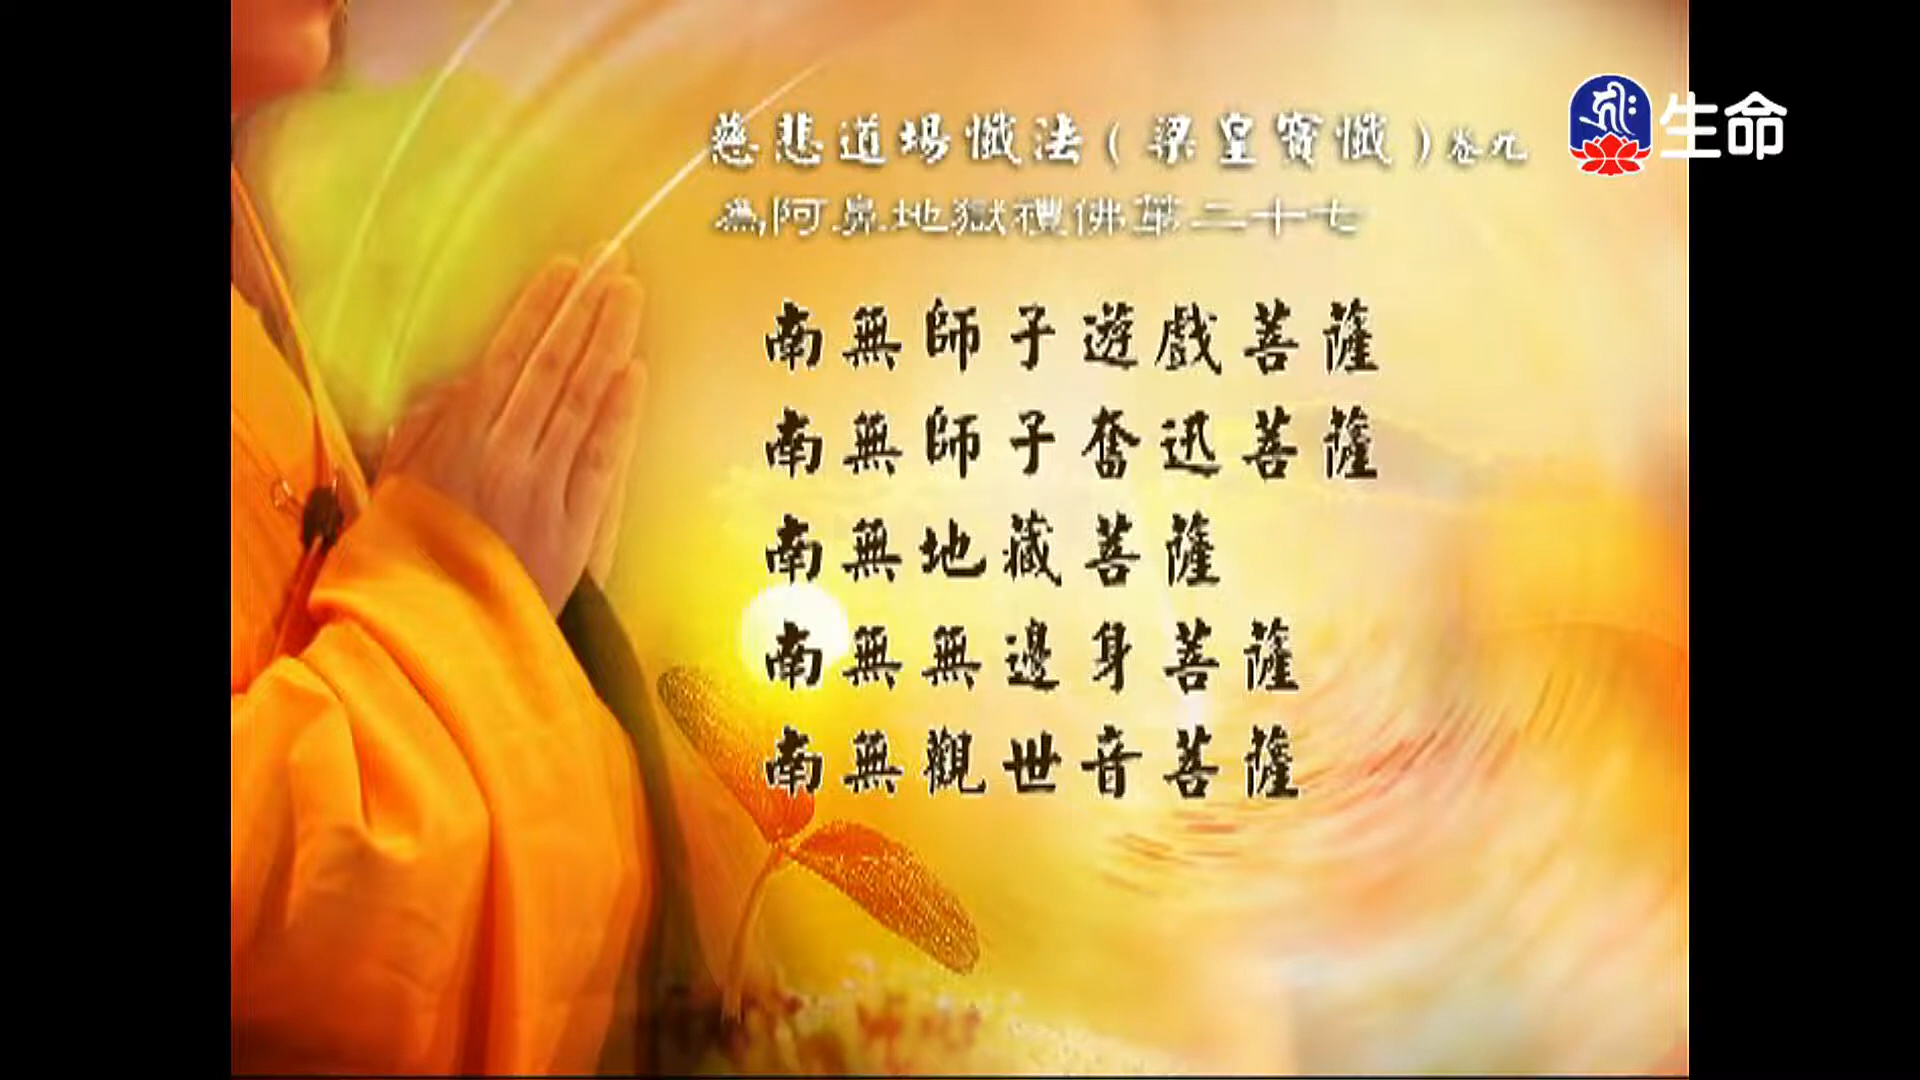 慈悲道場懺法(梁皇寶懺)卷九
生命
為阿鼻地獄禮佛第二十七
南無師子遊戲菩薩
南無師子奮迅菩薩
南無地藏菩薩
南無無邊身菩薩
南無觀世音菩薩